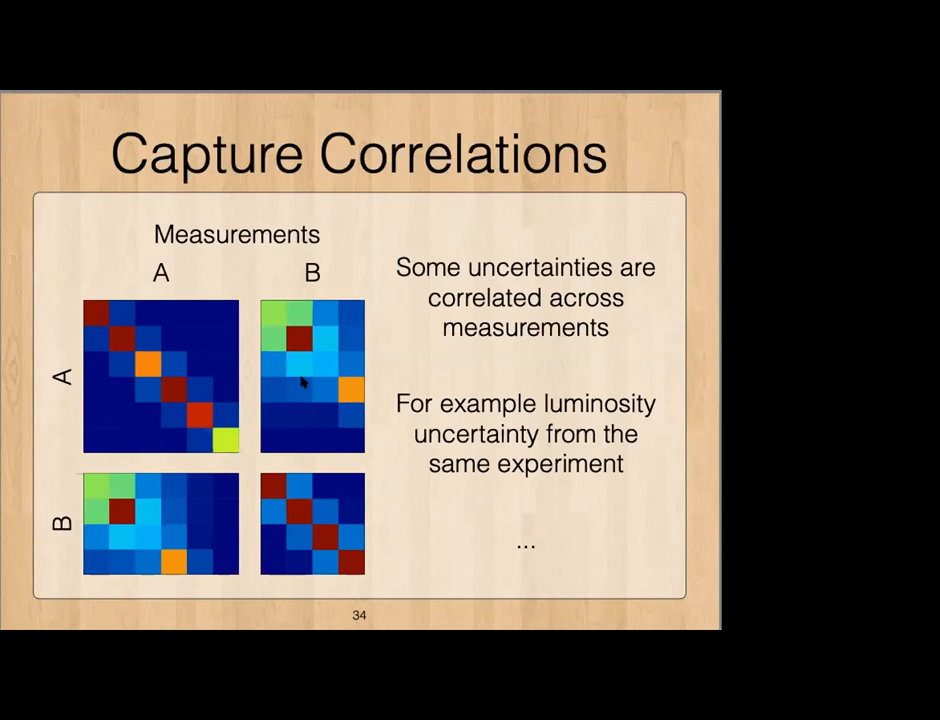 Capture Correlations
Measurements
A B
A
B
Some uncertainties are
correlated across
measurements
For example luminosity
uncertainty from the
same experiment
...
34